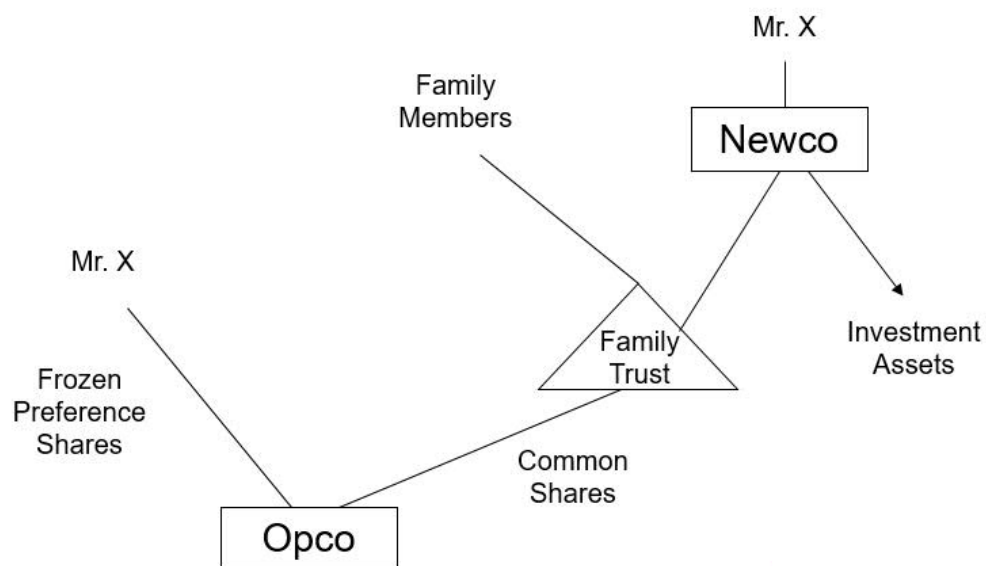 Mr. X
Newco
Family
Members
Mr. X
Investment
Assets
Family
Trust
Frozen
Preference
Shares
Common
Shares
Opco